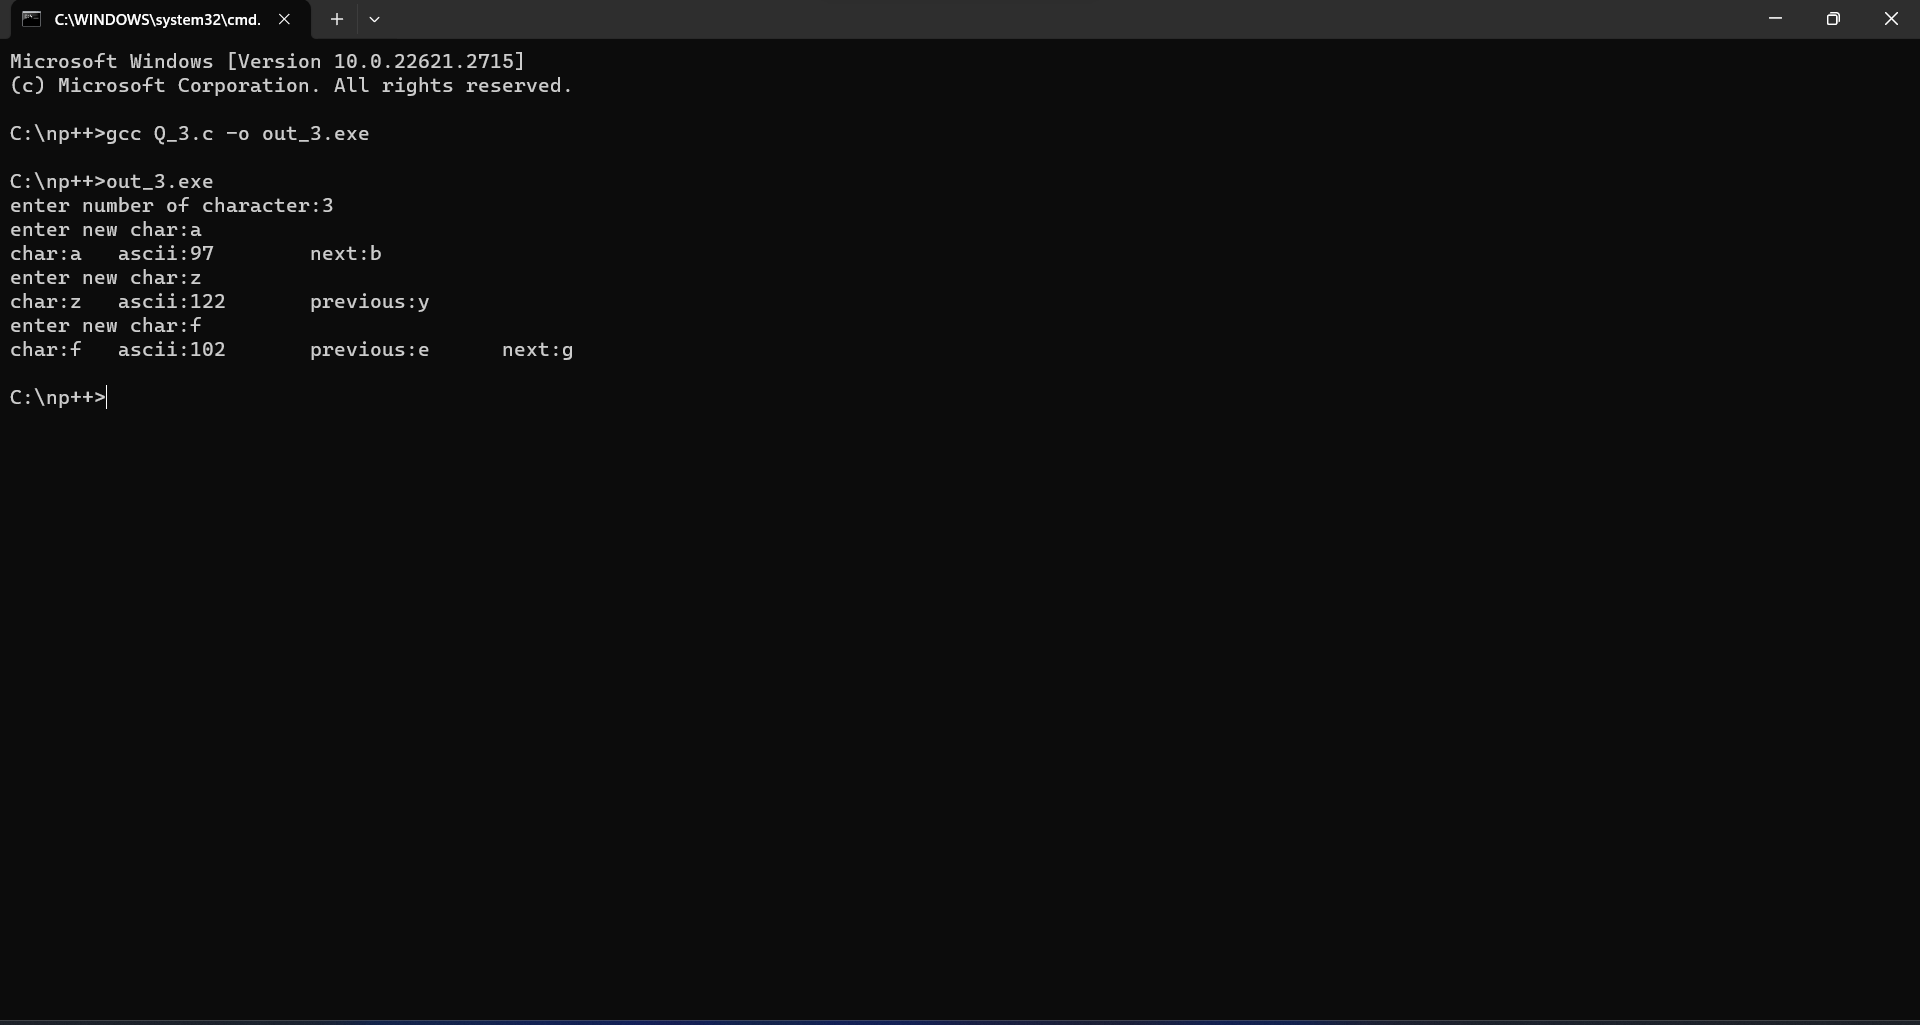 C:\WINDOWS\system32\cmd.
Microsoft Windows [Version 10.0.22621.2715]
(c) Microsoft Corporation. All rights reserved.
C:\np++>gcc Q_3.c -o out_3.exe
C:\np++>out_3.exe
enter number of character:3
enter new char:a
char:a   ascii:97        next:b
enter new char:z
char:z   ascii:122       previous:y
enter new char:f
char:f   ascii:102       previous:e      next:g
C:\np++>